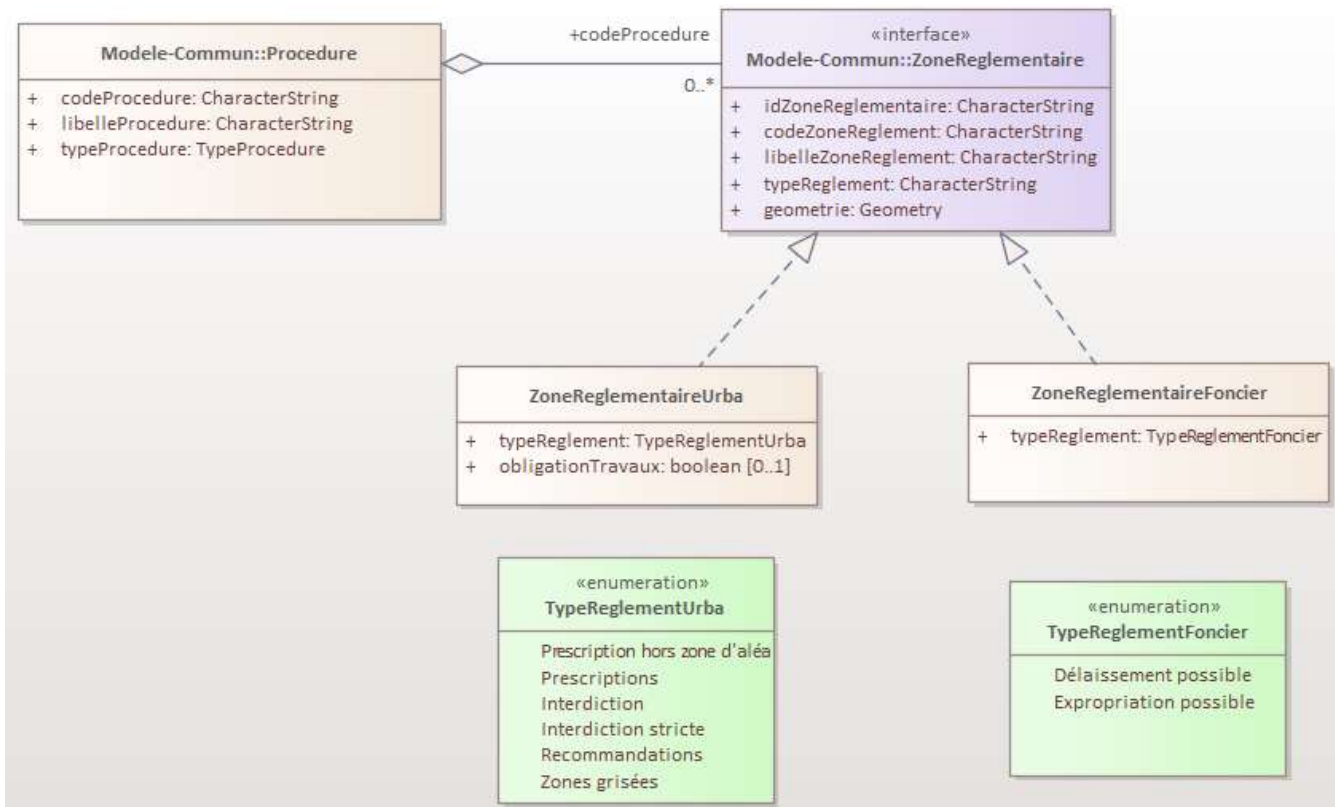 Modele-Commun::Procedure
+ codeProcedure: CharacterString
+ libelleProcedure: CharacterString
+ typeProcedure: TypeProcedure
+codeProcedure
0..*
«interface»
Modele-Commun::ZoneReglementaire
+ idZoneReglementaire: CharacterString
+ codeZoneReglement: CharacterString
+ libelleZoneReglement: CharacterString
+ typeReglement: CharacterString
+ geometrie: Geometry
ZoneReglementaireUrba
+ typeReglement: TypeReglementUrba
+ obligationTravaux: boolean [0..1]
ZoneReglementaireFoncier
+ typeReglement: TypeReglementFoncier
«enumeration»
TypeReglementUrba
Prescription hors zone d'aléa
Prescriptions
Interdiction
Interdiction stricte
Recommandations
Zones grisées
«enumeration»
TypeReglementFoncier
Délaissement possible
Expropriation possible